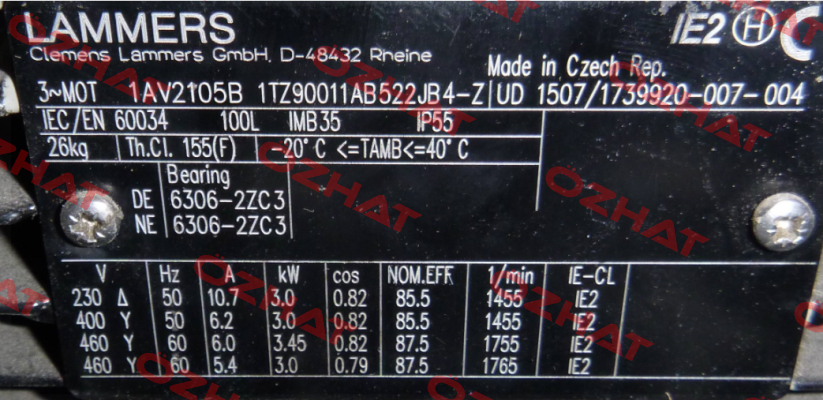 LAMMERS IE2 H C
Clemens Lammers GmbH, D-48432 Rheine
Made in Czech Rep.
3~MOT 1AV2105B 1TZ90011AB522JB4-Z UD 1507/1739920-007-004
IEC/EN 60034 100L IMB35 IP55
26kg Th.Cl. 155(F) -20°C <=TAMB<=40°C
Bearing
DE 6306-2ZC3
NE 6306-2ZC3
V Hz A kW cos NOM.EFF 1/min IE-CL
230 Δ 50 10.7 3.0 0.82 85.5 1455 IE2
400 Y 50 6.2 3.0 0.82 85.5 1455 IE2
460 Y 60 6.0 3.45 0.82 87.5 1755 IE2
460 Y 60 5.4 3.0 0.79 87.5 1765 IE2
OZHAT
OZHAT
OZHAT
OZHAT
OZHAT
OZHAT
OZHAT
OZHAT